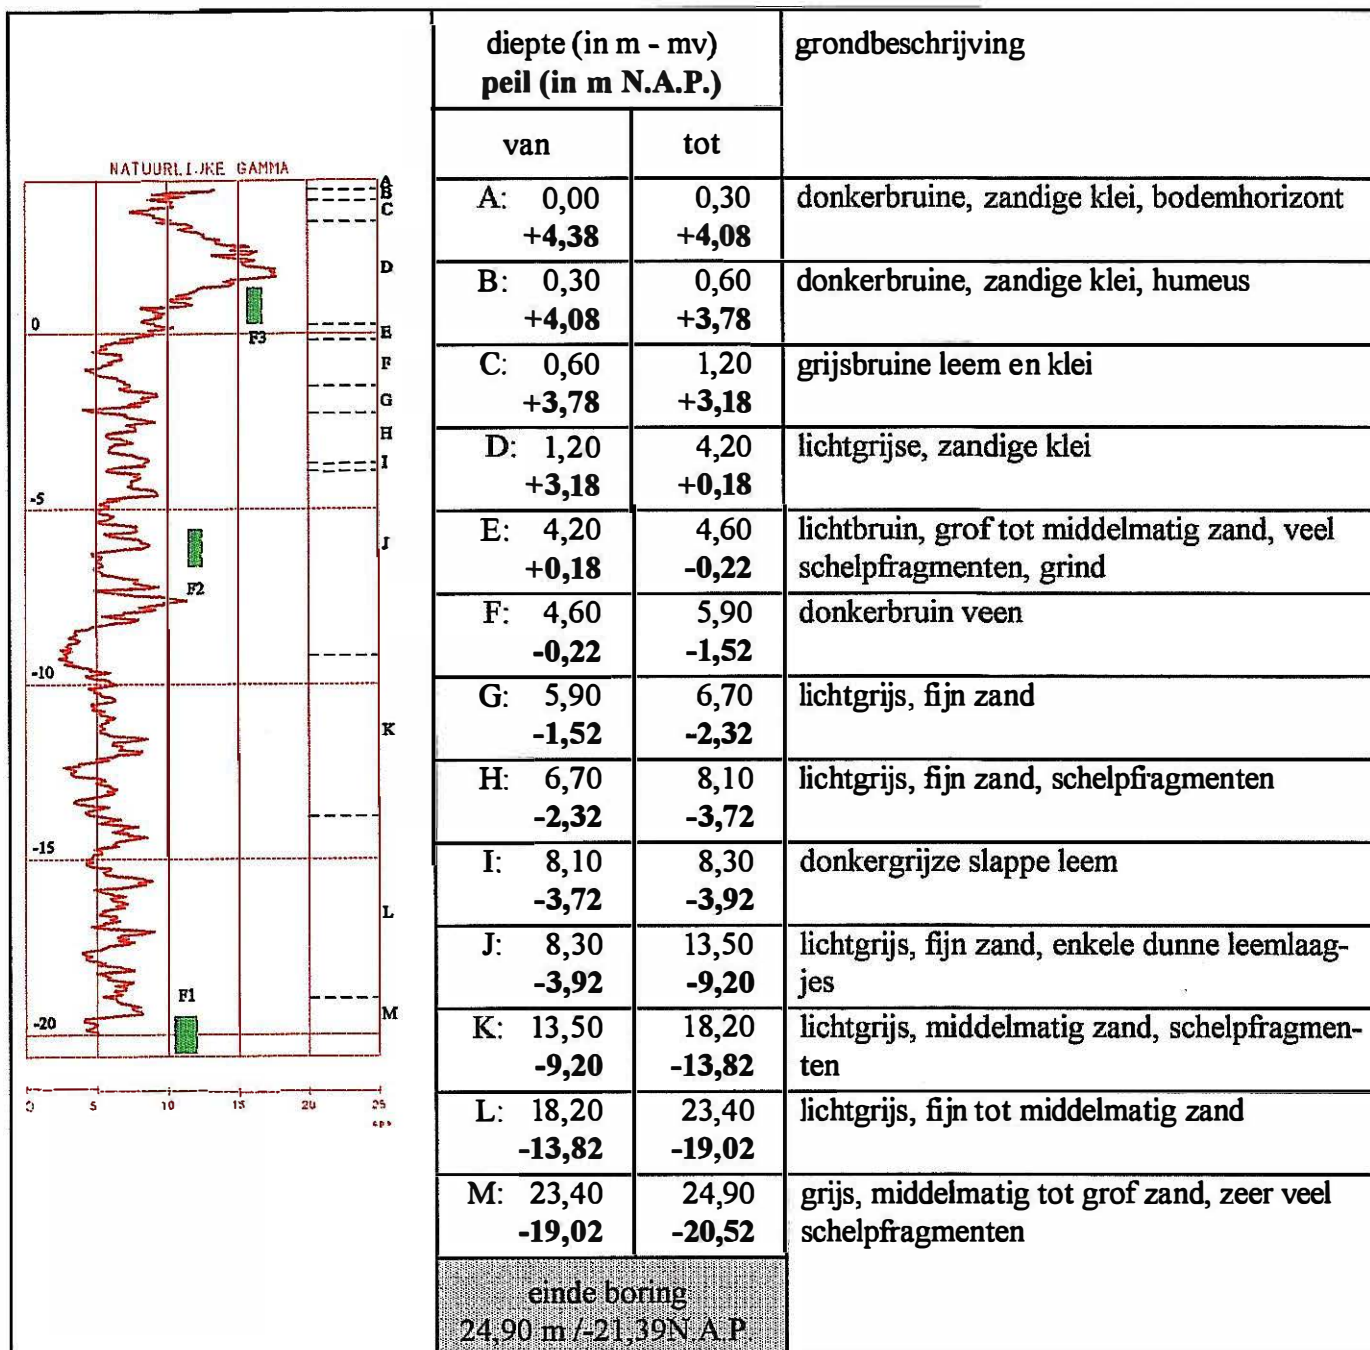 NATUURLIJKE GAMMA
A
B
C
D
E
F
G
H
I
J
K
L
M
0
-5
-10
-15
-20
F3
F2
F1
0 5 10 15 20 25
cps
diepte (in m - mv)
peil (in m N.A.P.)
grondbeschrijving
van tot
A: 0,00 0,30 donkerbruine, zandige klei, bodemhorizont
+4,38 +4,08
B: 0,30 0,60 donkerbruine, zandige klei, humeus
+4,08 +3,78
C: 0,60 1,20 grijsbruine leem en klei
+3,78 +3,18
D: 1,20 4,20 lichtgrijse, zandige klei
+3,18 +0,18
E: 4,20 4,60 lichtbruin, grof tot middelmatig zand, veel
+0,18 -0,22 schelpfragmenten, grind
F: 4,60 5,90 donkerbruin veen
-0,22 -1,52
G: 5,90 6,70 lichtgrijs, fijn zand
-1,52 -2,32
H: 6,70 8,10 lichtgrijs, fijn zand, schelpfragmenten
-2,32 -3,72
I: 8,10 8,30 donkergrijze slappe leem
-3,72 -3,92
J: 8,30 13,50 lichtgrijs, fijn zand, enkele dunne leemlaag-
-3,92 -9,20 jes
K: 13,50 18,20 lichtgrijs, middelmatig zand, schelpfragmen-
-9,20 -13,82 ten
L: 18,20 23,40 lichtgrijs, fijn tot middelmatig zand
-13,82 -19,02
M: 23,40 24,90 grijs, middelmatig tot grof zand, zeer veel
-19,02 -20,52 schelpfragmenten
einde boring
24,90 m /-21,39N.A.P.